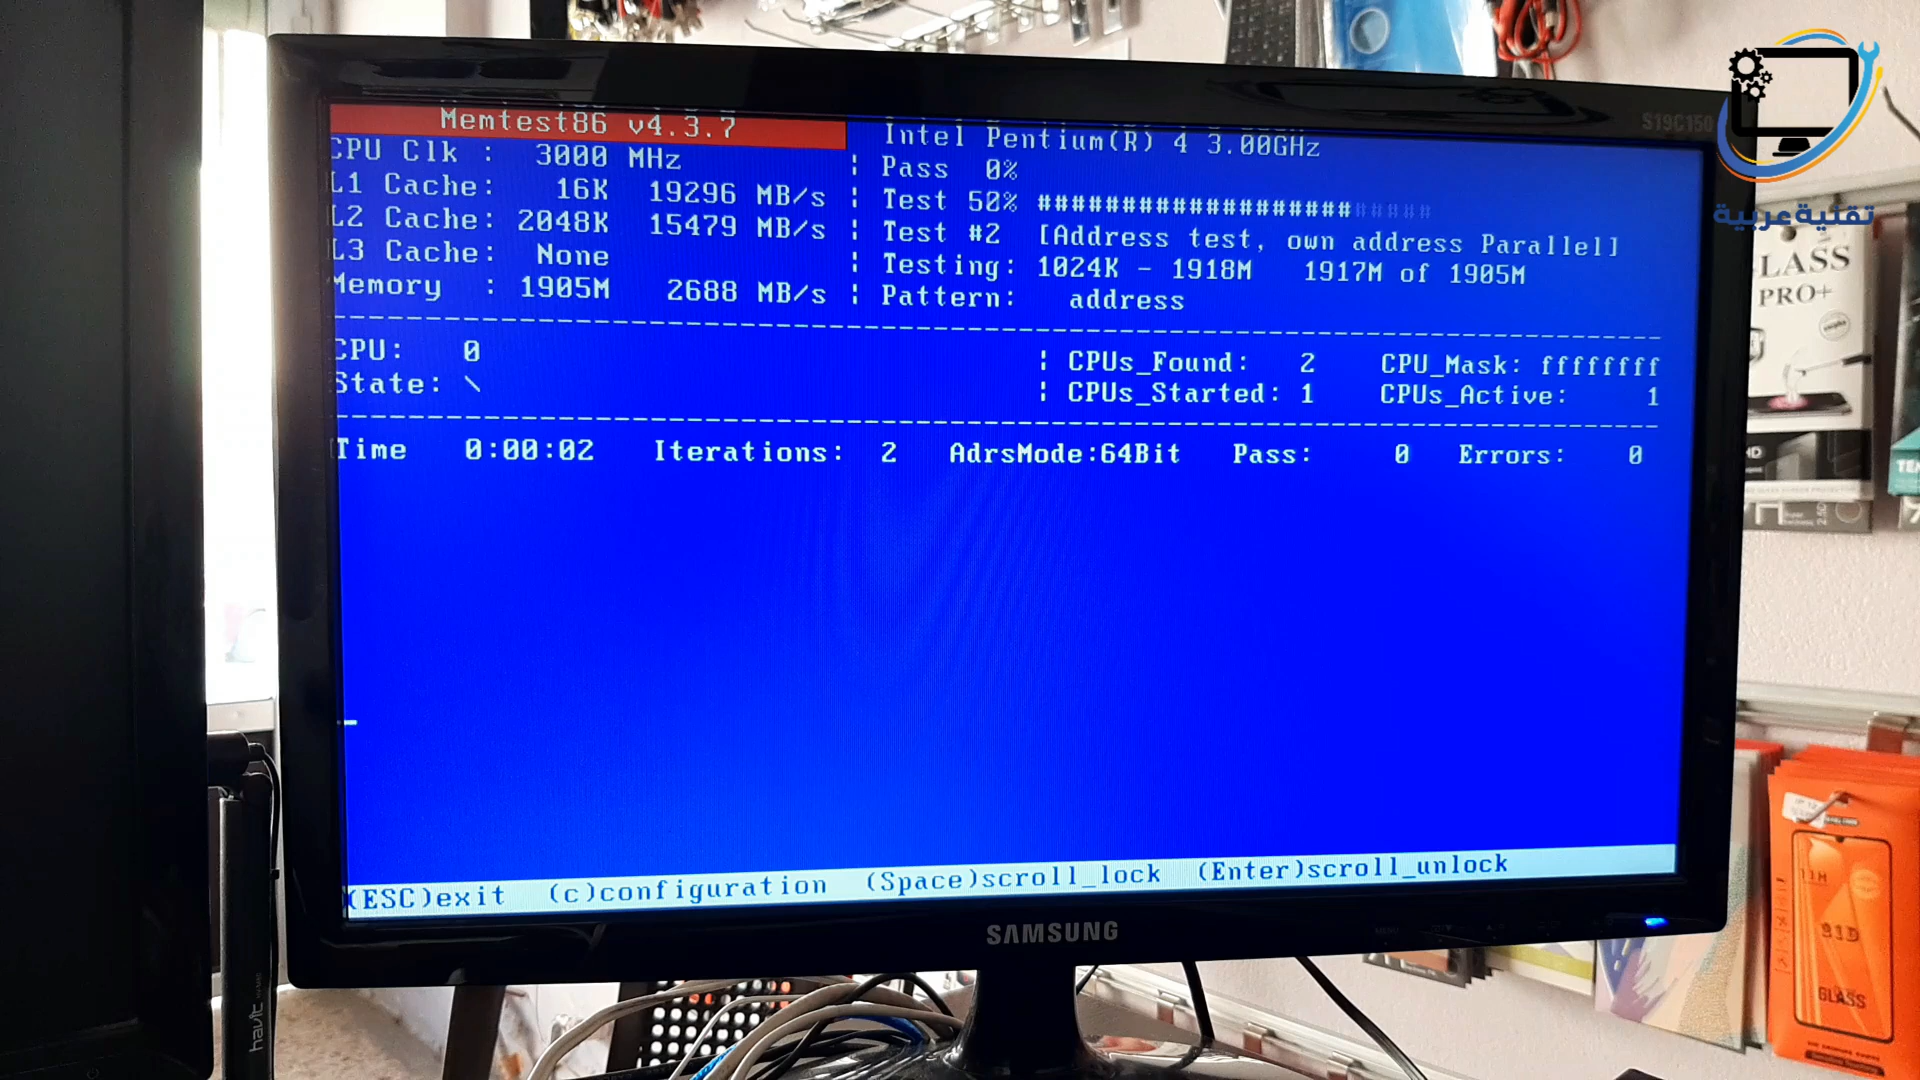 Memtest86 v4.3.7
Intel Pentium(R) 4 3.00GHz
CPU Clk : 3000 MHz
Pass 0%
L1 Cache: 16K 19296 MB/s
Test 50% ########################
L2 Cache: 2048K 15479 MB/s
Test #2 [Address test, own address Parallel]
L3 Cache: None
Testing: 1024K - 1918M 1917M of 1905M
Memory : 1905M 2688 MB/s
Pattern: address
CPU: 0
CPUs_Found: 2 CPU_Mask: ffffffff
State: \
CPUs_Started: 1 CPUs_Active: 1
Time 0:00:02 Iterations: 2 AdrsMode:64Bit Pass: 0 Errors: 0
(ESC)exit (c)configuration (Space)scroll_lock (Enter)scroll_unlock
SAMSUNG
S19C150
تقنية عربية
PRO+
havit
GLASS